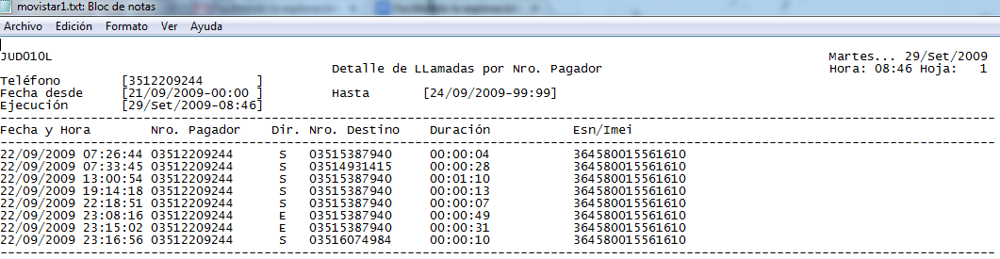 movistar1.txt: Bloc de notas
Archivo Edición Formato Ver Ayuda
JUD010L Martes... 29/Set/2009
Detalle de LLamadas por Nro. Pagador Hora: 08:46 Hoja: 1
Teléfono [3512209244 ]
Fecha desde [21/09/2009-00:00 ] Hasta [24/09/2009-99:99]
Ejecución [29/Set/2009-08:46]
Fecha y Hora Nro. Pagador Dir. Nro. Destino Duración Esn/Imei
22/09/2009 07:26:44 03512209244 S 03515387940 00:00:04 364580015561610
22/09/2009 07:33:45 03512209244 S 03514931415 00:00:28 364580015561610
22/09/2009 13:00:54 03512209244 S 03515387940 00:01:10 364580015561610
22/09/2009 19:14:18 03512209244 S 03515387940 00:00:13 364580015561610
22/09/2009 22:18:51 03512209244 S 03515387940 00:00:07 364580015561610
22/09/2009 23:08:16 03512209244 E 03515387940 00:00:49 364580015561610
22/09/2009 23:15:02 03512209244 E 03515387940 00:00:31 364580015561610
22/09/2009 23:16:56 03512209244 S 03516074984 00:00:10 364580015561610